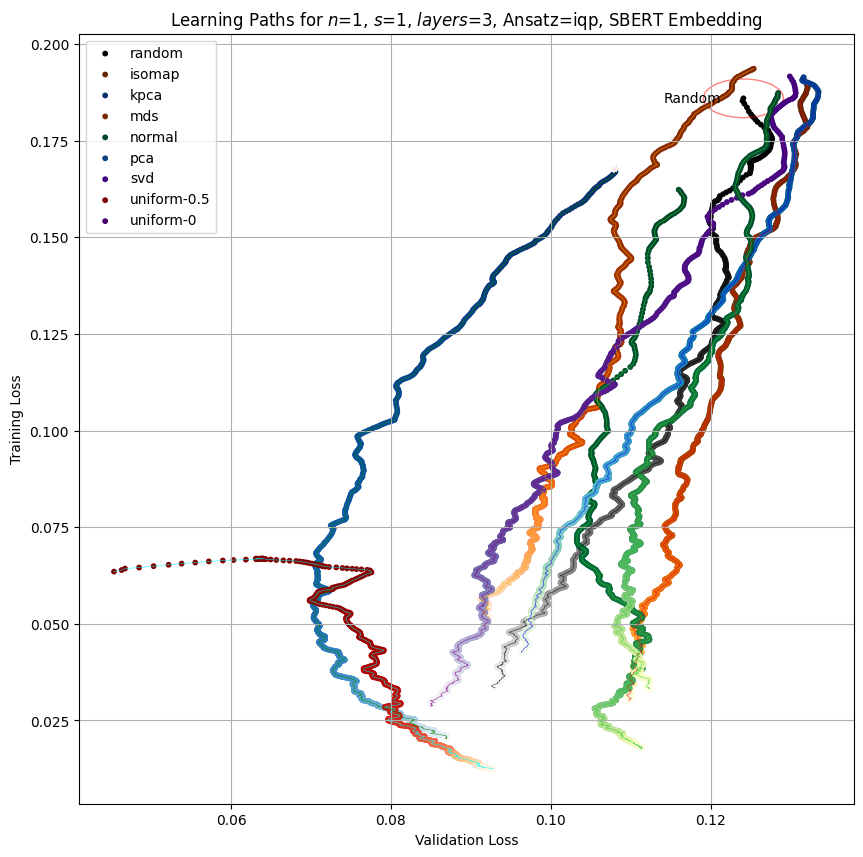 Learning Paths for n=1, s=1, layers=3, Ansatz=iqp, SBERT Embedding
0.200
0.175
0.150
0.125
0.100
0.075
0.050
0.025
Training Loss
random
isomap
kpca
mds
normal
pca
svd
uniform-0.5
uniform-0
Random
0.06
0.08
0.10
0.12
Validation Loss